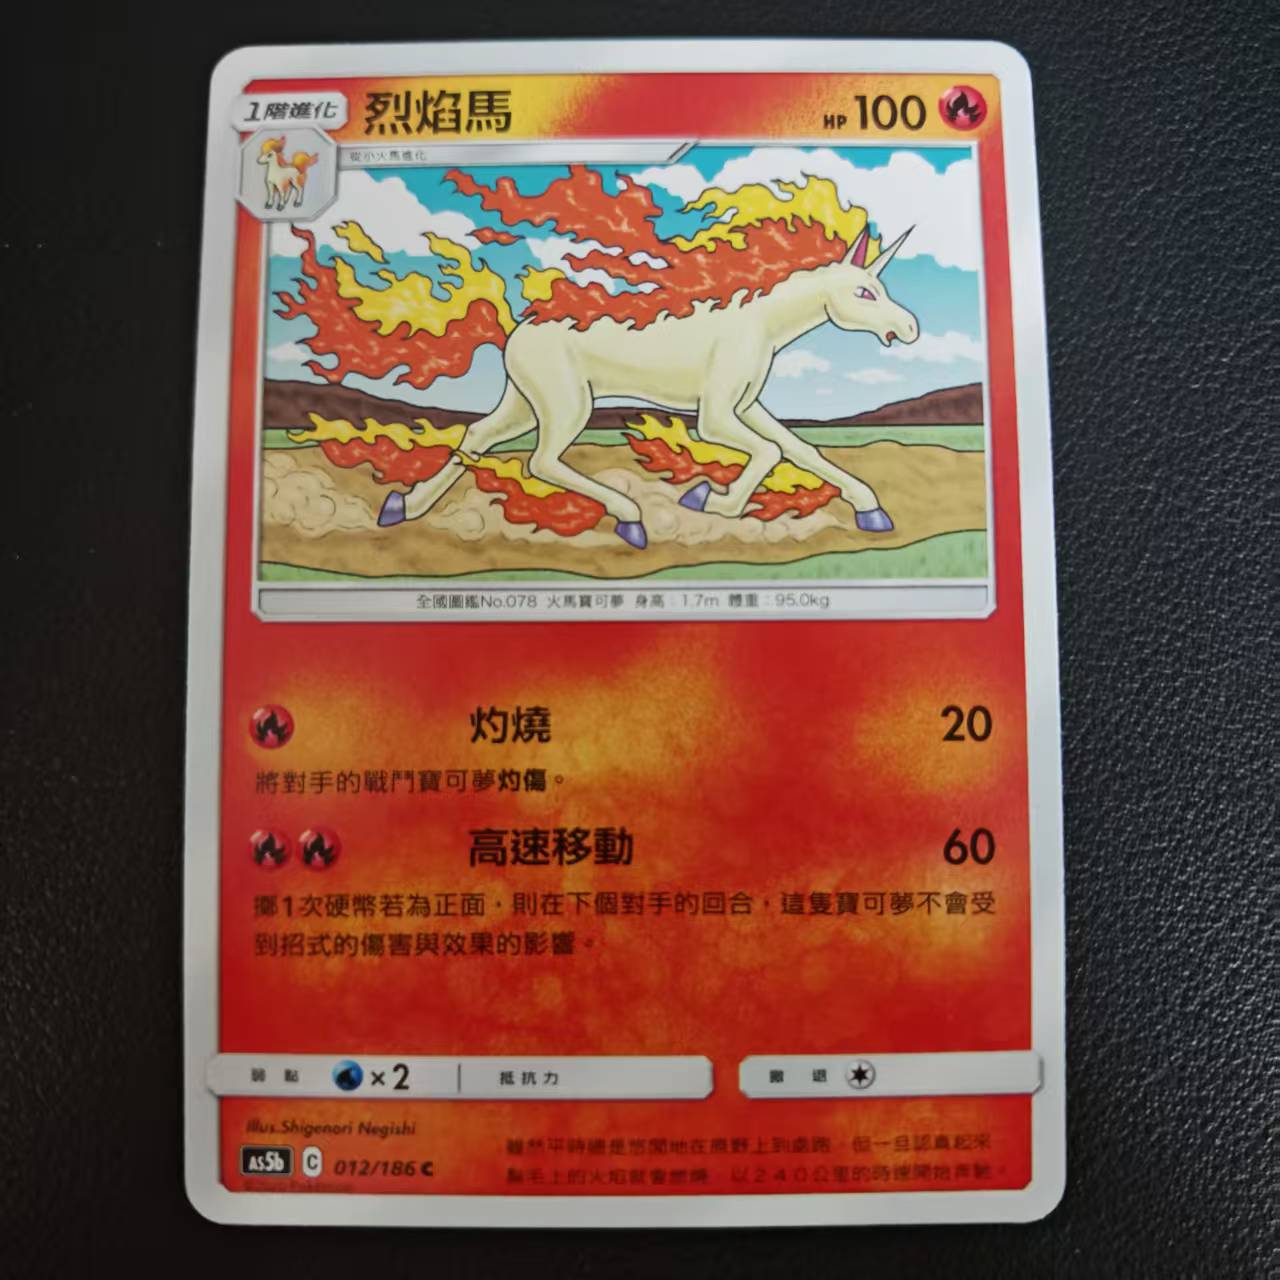 1階進化
烈焰馬
HP 100
從小火馬進化
全國圖鑑No.078 火馬寶可夢 身高：1.7m 體重：95.0kg
灼燒 20
將對手的戰鬥寶可夢灼傷。
高速移動 60
擲1次硬幣若為正面，則在下個對手的回合，這隻寶可夢不會受
到招式的傷害與效果的影響。
弱點 ×2 抵抗力 撤退
Illus.Shigenori Negishi
雖然平時總是悠閒地在原野上到處跑，但一旦認真起來
鬃毛上的火焰就會燃燒，以240公里的時速開始奔馳。
AS5b C 012/186 C